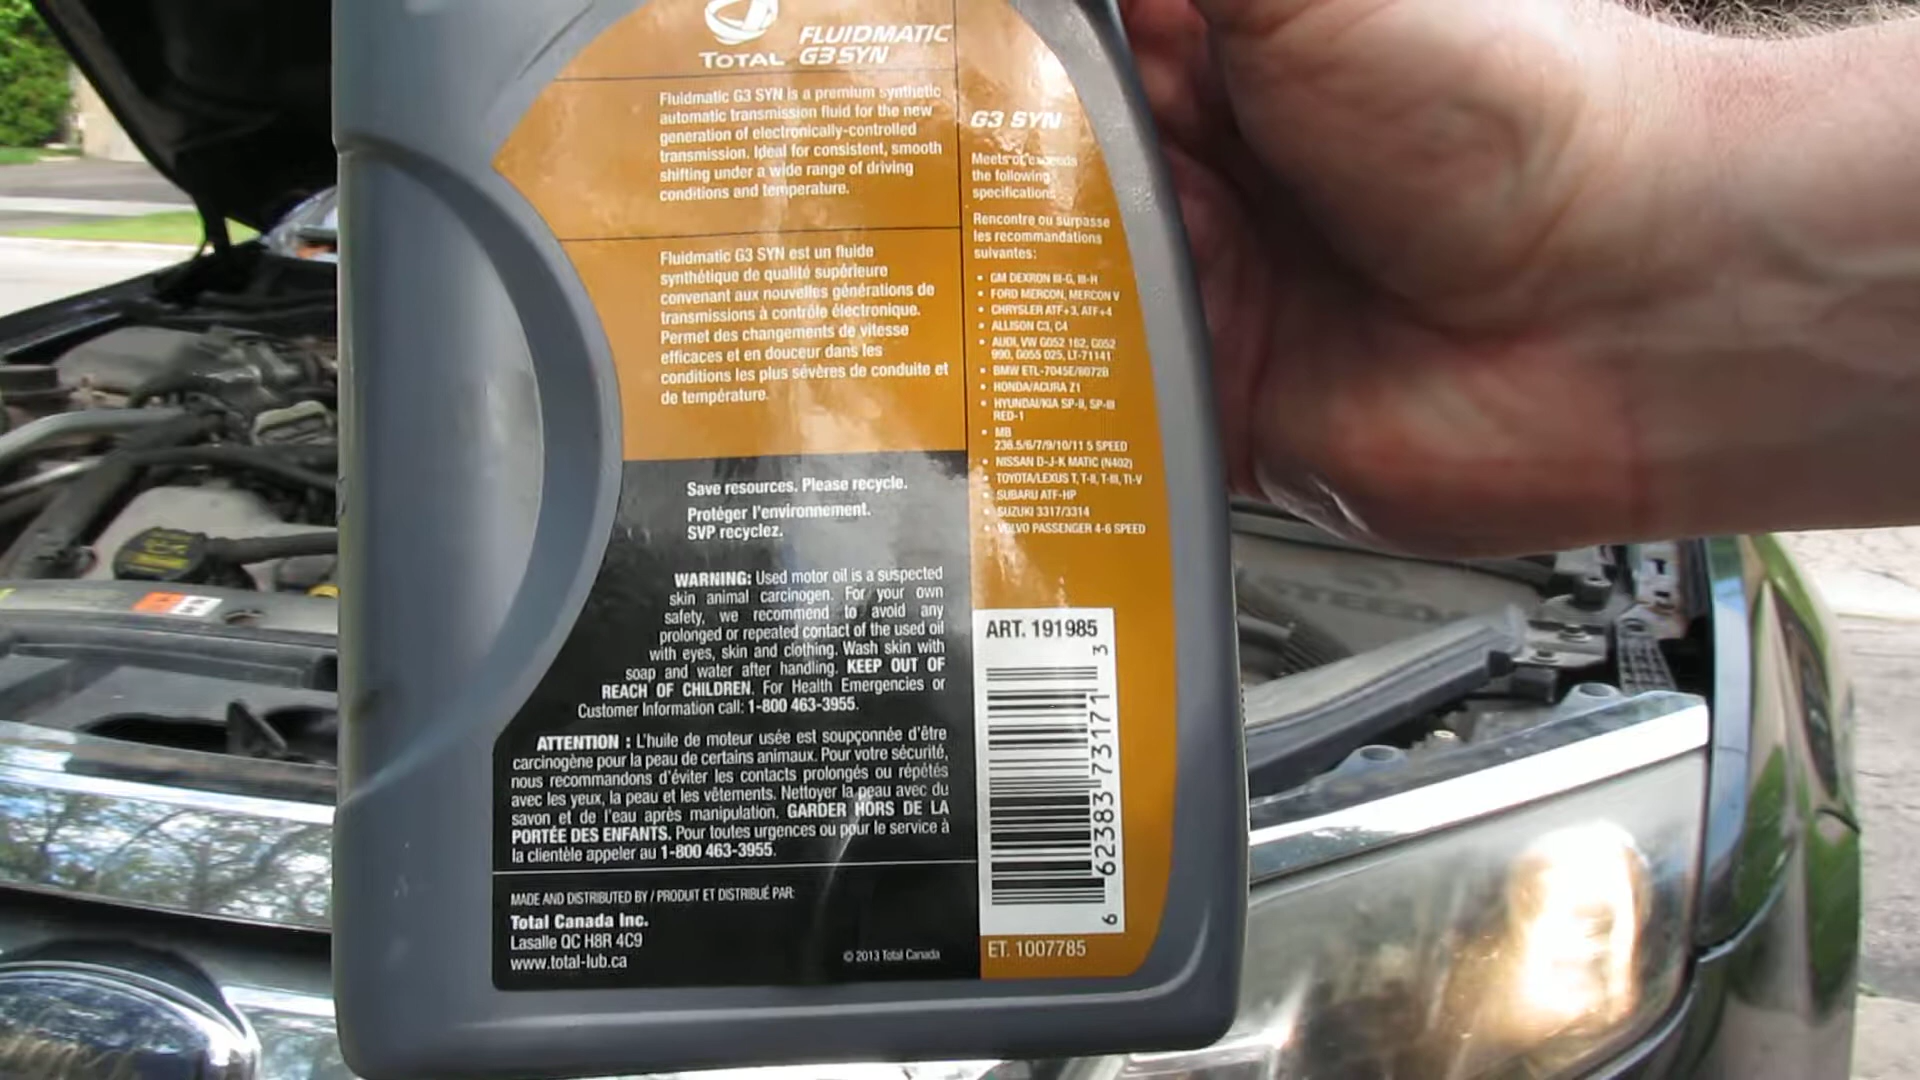 TOTAL
FLUIDMATIC
G3 SYN
Fluidmatic G3 SYN is a premium synthetic
automatic transmission fluid for the new
generation of electronically-controlled
transmission. Ideal for consistent, smooth
shifting under a wide range of driving
conditions and temperature.
Fluidmatic G3 SYN est un fluide
synthétique de qualité supérieure
convenant aux nouvelles générations de
transmissions à contrôle électronique.
Permet des changements de vitesse
efficaces et en douceur dans les
conditions les plus sévères de conduite et
de température.
Save resources. Please recycle.
Protéger l'environnement.
SVP recyclez.
WARNING: Used motor oil is a suspected
skin animal carcinogen. For your own
safety, we recommend to avoid any
prolonged or repeated contact of the used oil
with eyes, skin and clothing. Wash skin with
soap and water after handling. KEEP OUT OF
REACH OF CHILDREN. For Health Emergencies or
Customer Information call: 1-800 463-3955.
ATTENTION : L'huile de moteur usée est soupçonnée d'être
carcinogène pour la peau de certains animaux. Pour votre sécurité,
nous recommandons d'éviter les contacts prolongés ou répétés
avec les yeux, la peau et les vêtements. Nettoyer la peau avec du
savon et de l'eau après manipulation. GARDER HORS DE LA
PORTÉE DES ENFANTS. Pour toutes urgences ou pour le service à
la clientèle appeler au 1-800 463-3955.
MADE AND DISTRIBUTED BY / PRODUIT ET DISTRIBUÉ PAR:
Total Canada Inc.
Lasalle QC H8R 4C9
www.total-lub.ca
© 2013 Total Canada
G3 SYN
Meets or exceeds
the following
specifications
Rencontre ou surpasse
les recommandations
suivantes:
• GM DEXRON III-G, III-H
• FORD MERCON, MERCON V
• CHRYSLER ATF+3, ATF+4
• ALLISON C3, C4
• AUDI, VW G052 162, G052
990, G055 025, LT-71141
• BMW ETL-7045E/8072B
• HONDA/ACURA Z1
• HYUNDAI/KIA SP-II, SP-III
RED-1
• MB
236.5/6/7/9/10/11 5 SPEED
• NISSAN D-J-K MATIC (N402)
• TOYOTA/LEXUS T, T-II, T-III, TI-V
• SUBARU ATF-HP
• SUZUKI 3317/3314
• VOLVO PASSENGER 4-6 SPEED
ART. 191985
6 62383 73171 3
ET. 1007785